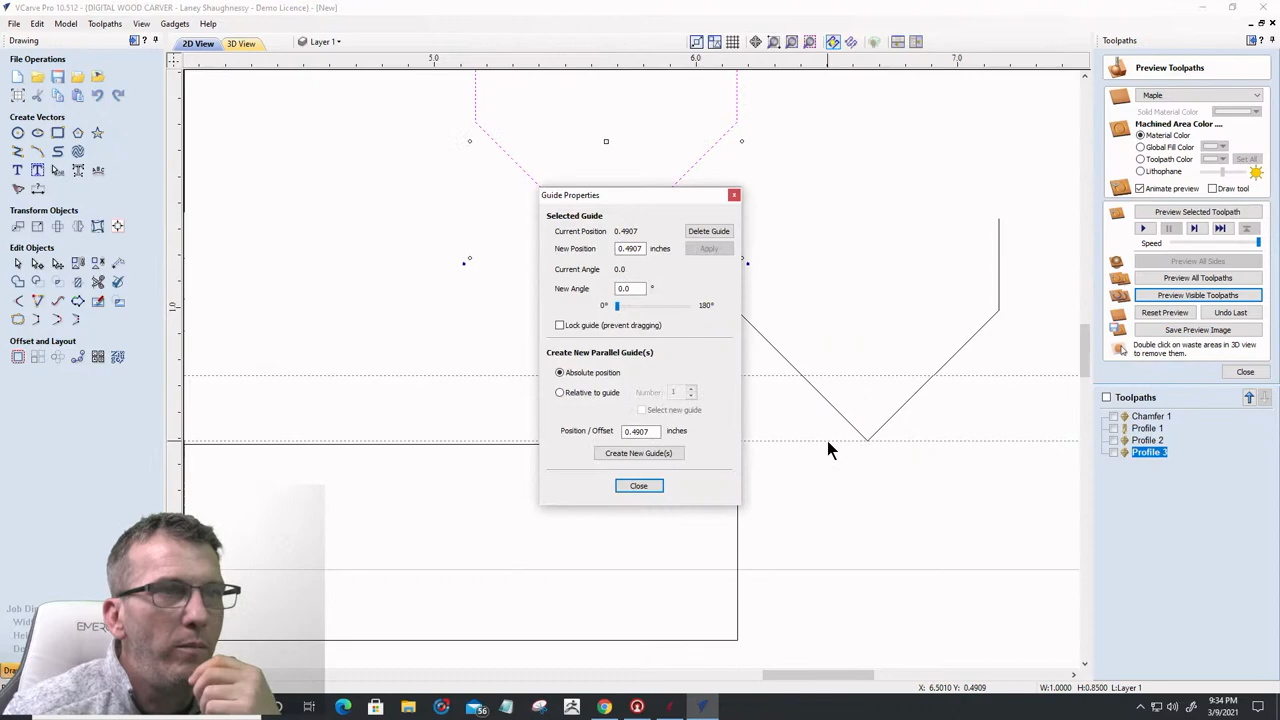 VCarve Pro 10.512 - {DIGITAL WOOD CARVER - Laney Shaughnessy - Demo Licence} - [New]
File Edit Model Toolpaths View Gadgets Help
Drawing
2D View 3D View Layer 1
Toolpaths
File Operations
Create Vectors
Transform Objects
Edit Objects
Offset and Layout
5.0 6.0 7.0
1.0
Guide Properties
Selected Guide
Current Position 0.4907 Delete Guide
New Position 0.4907 inches Apply
Current Angle 0.0
New Angle 0.0 °
0° 180°
Lock guide (prevent dragging)
Create New Parallel Guide(s)
Absolute position
Relative to guide Number: 1
Select new guide
Position / Offset 0.4907 inches
Create New Guide(s)
Close
Preview Toolpaths
Maple
Solid Material Color
Machined Area Color ....
Material Color
Global Fill Color
Toolpath Color Set All
Lithophane
Animate preview Draw tool
Preview Selected Toolpath
Speed
Preview All Sides
Preview All Toolpaths
Preview Visible Toolpaths
Reset Preview Undo Last
Save Preview Image
Double click on waste areas in 3D view
to remove them.
Close
Toolpaths
Chamfer 1
Profile 1
Profile 2
Profile 3
X: 6.5010 Y: 0.4909 W:1.0000 H:0.8500 L:Layer 1
56
9:34 PM
3/9/2021